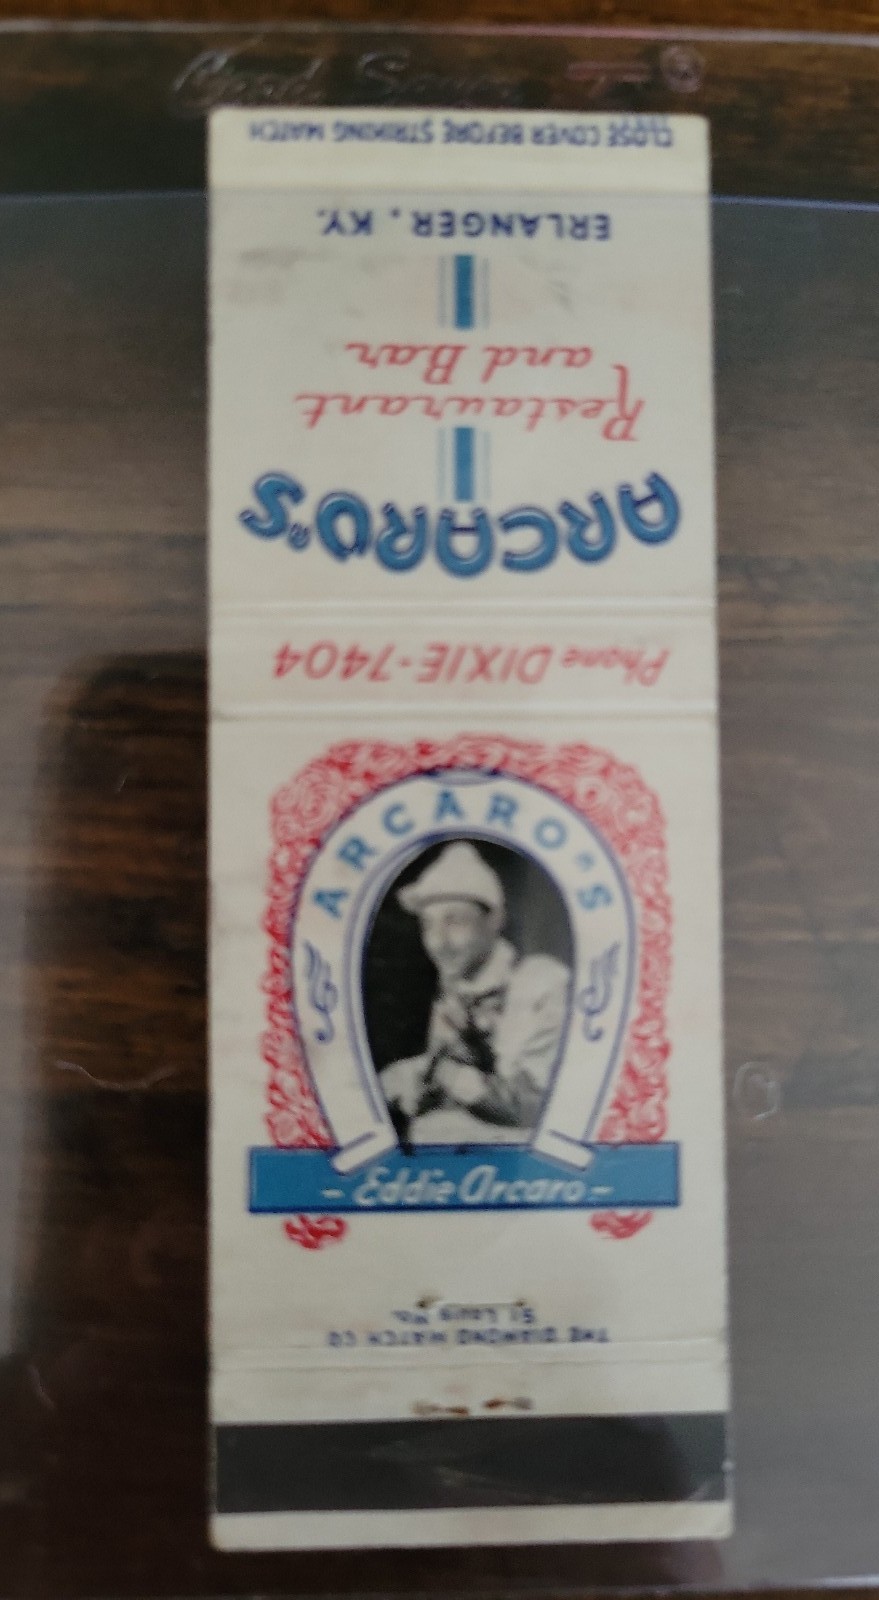 CLOSE COVER BEFORE STRIKING MATCH
ERLANGER, KY.
ARCARO'S
Restaurant
and Bar
Phone DIXIE-7404
ARCARO'S
- Eddie Arcaro -
THE DIAMOND MATCH CO
St. Louis Mo.